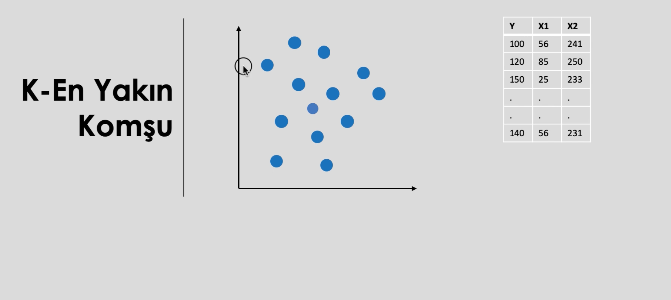 K-En Yakın
Komşu
Y X1 X2
100 56 241
120 85 250
150 25 233
. . .
. . .
140 56 231